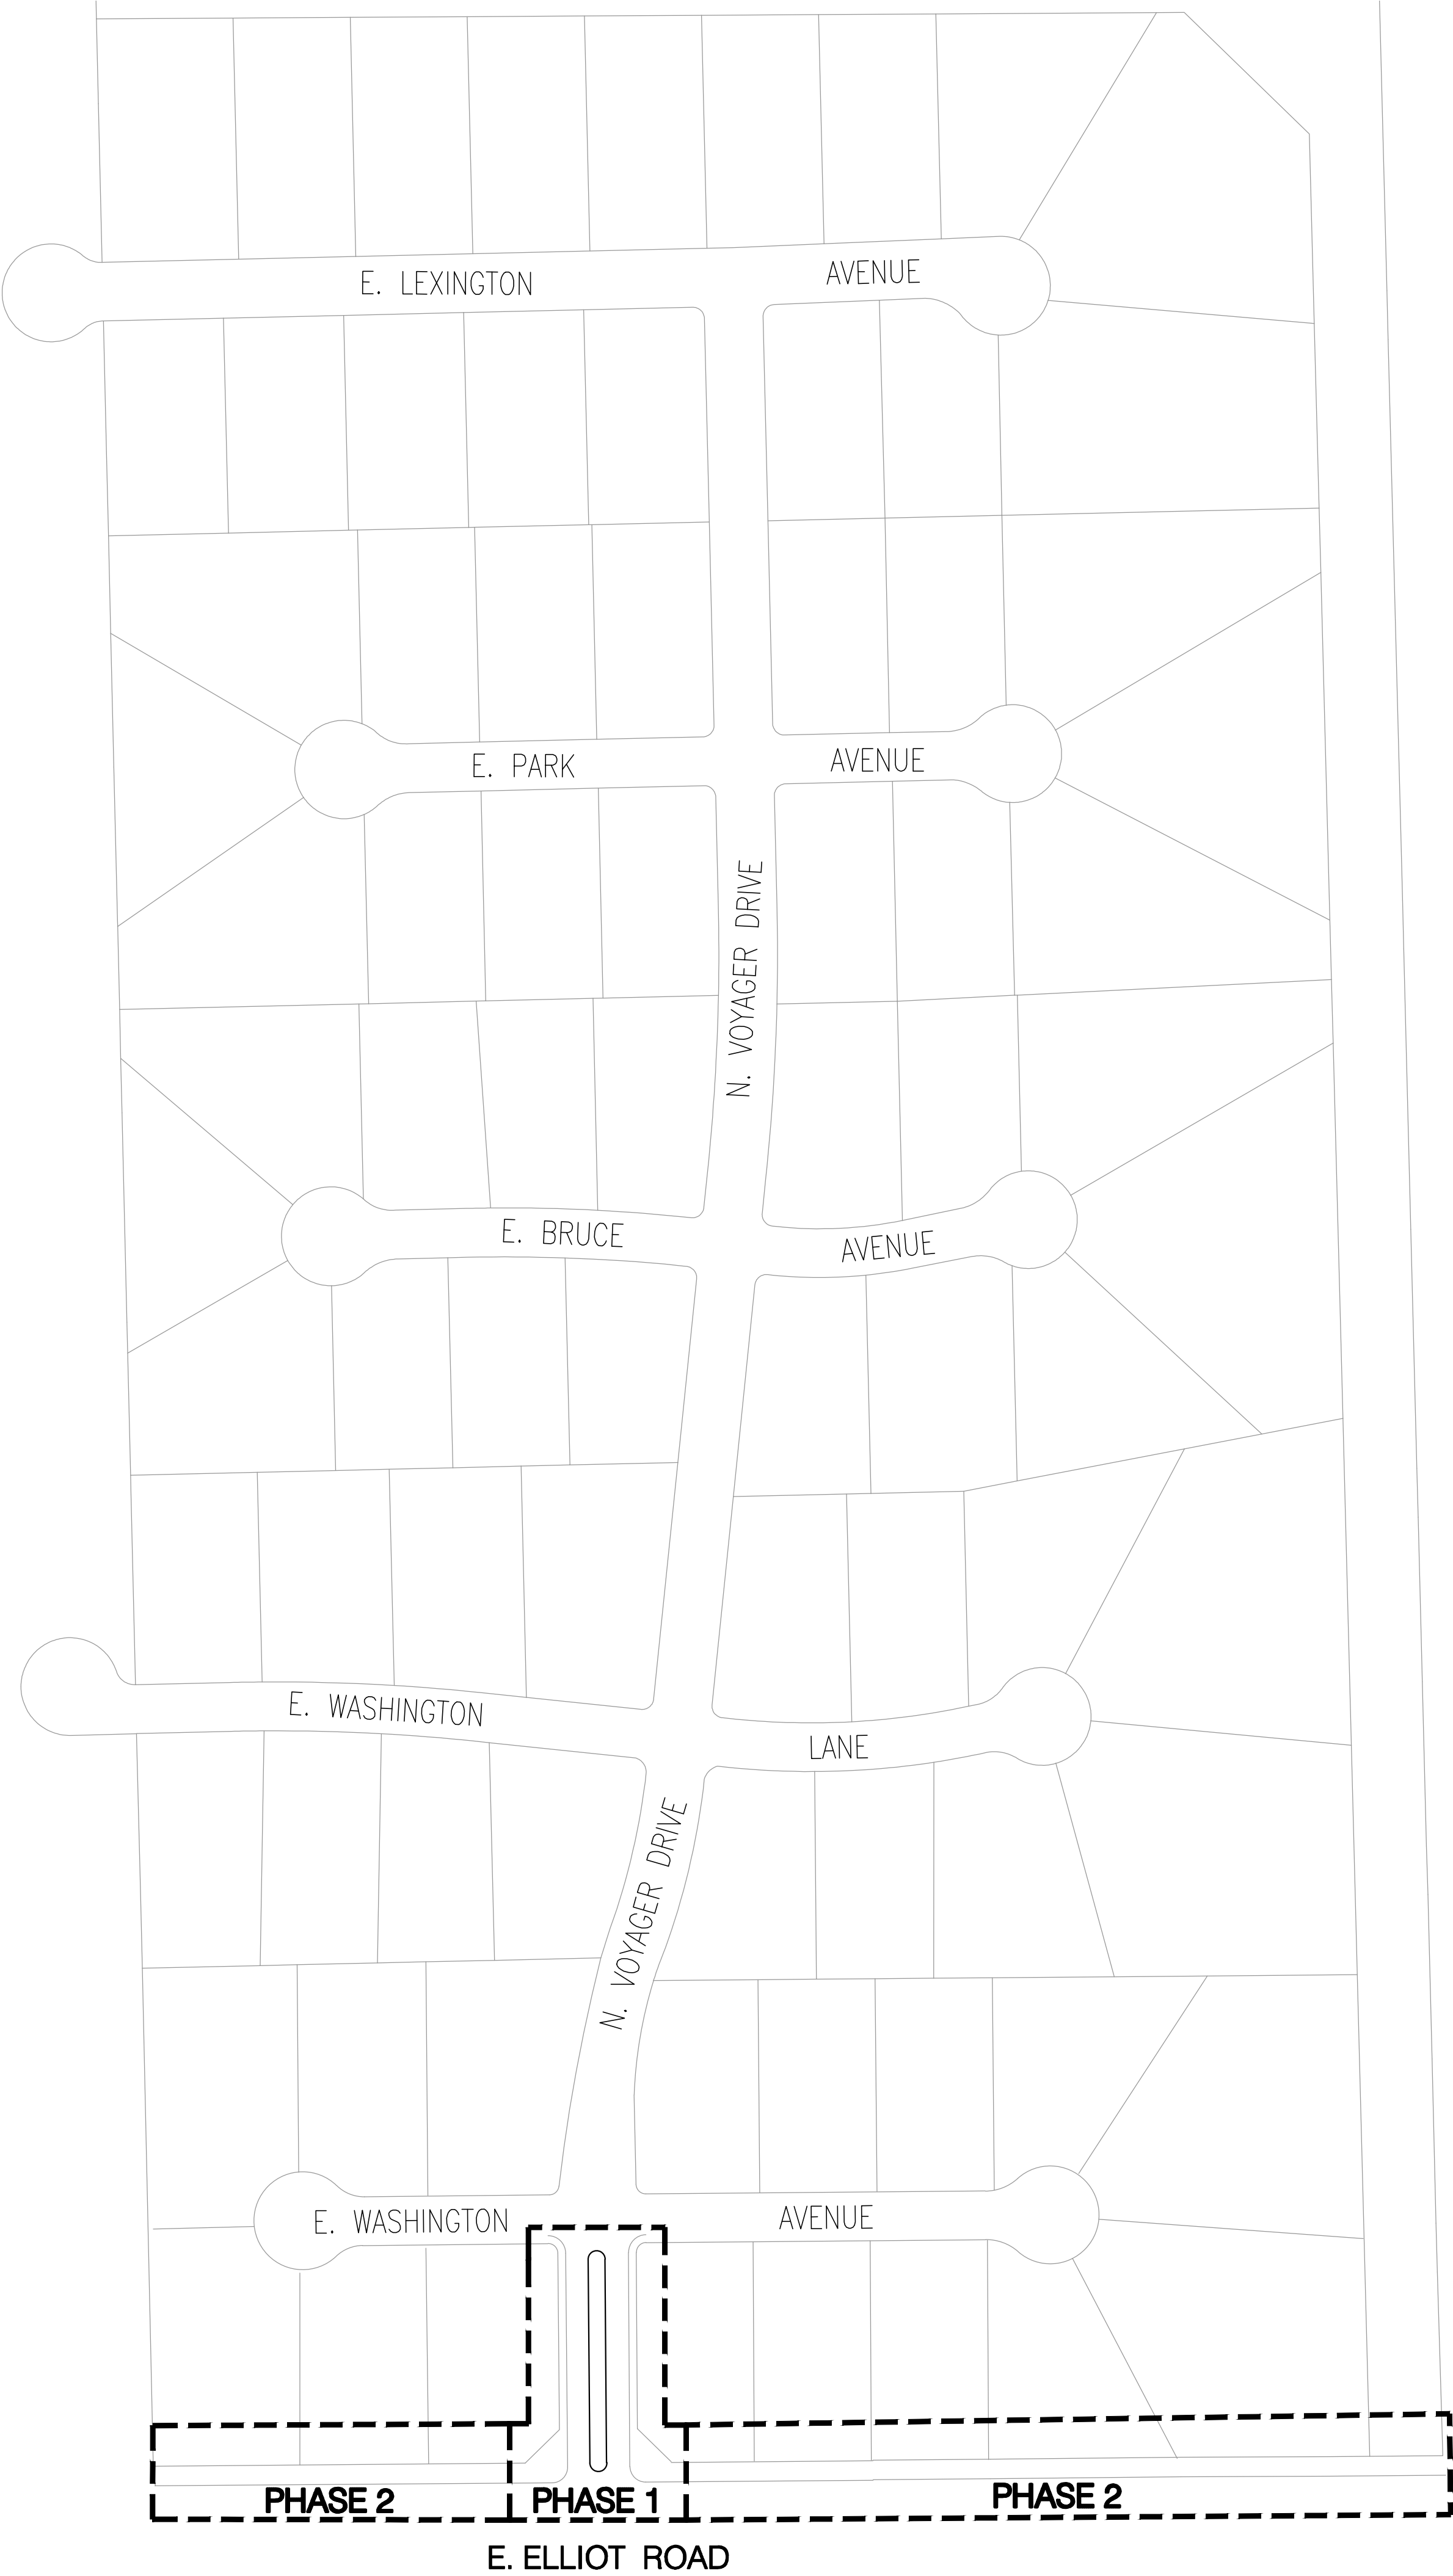 E. LEXINGTON AVENUE
E. PARK AVENUE
N. VOYAGER DRIVE
E. BRUCE AVENUE
E. WASHINGTON LANE
N. VOYAGER DRIVE
E. WASHINGTON AVENUE
PHASE 2 PHASE 1 PHASE 2
E. ELLIOT ROAD